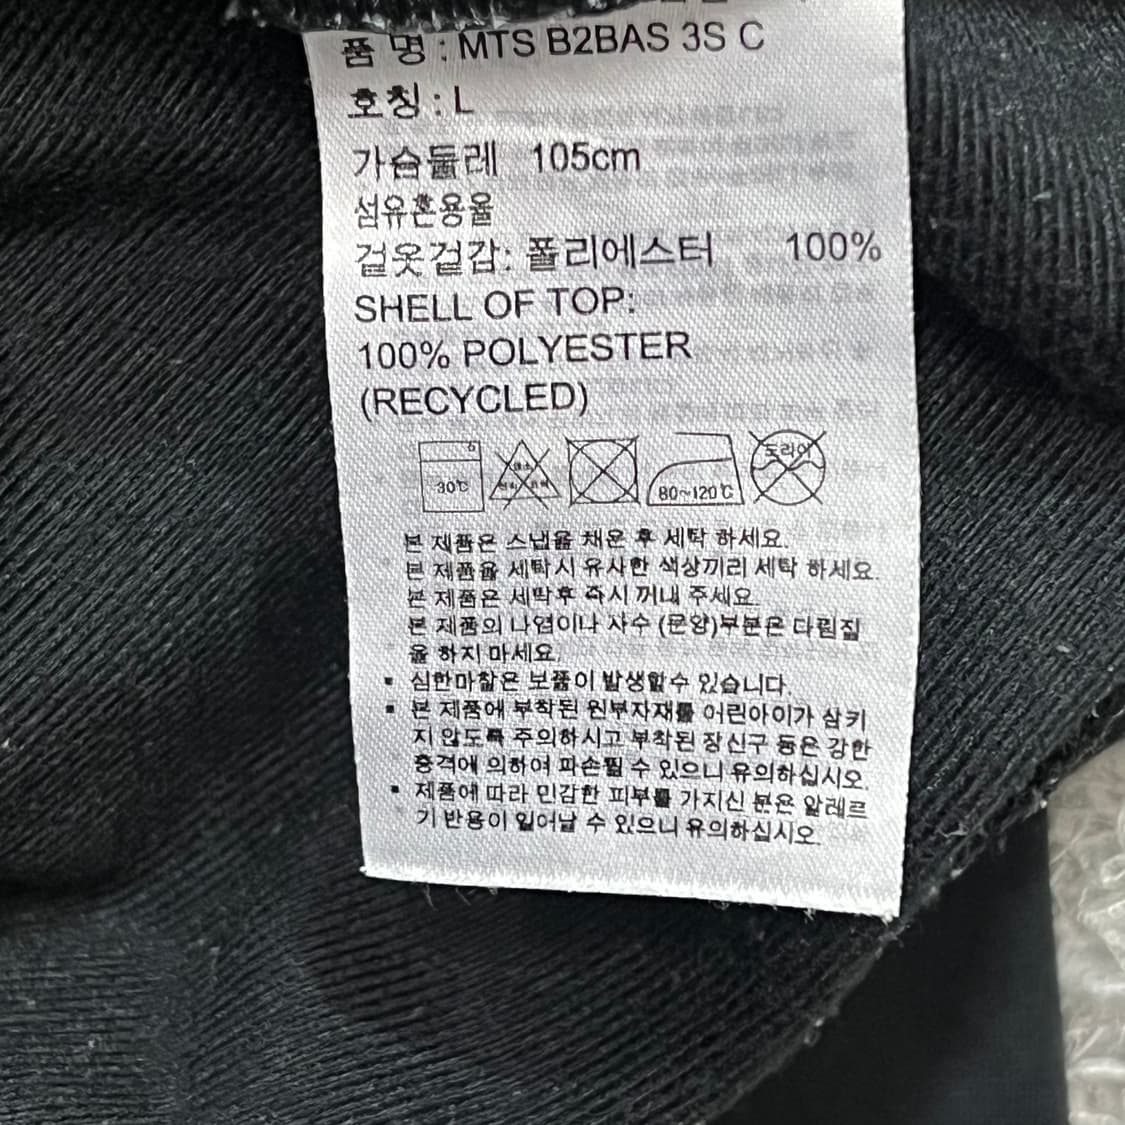 품 명 : MTS B2BAS 3S C
호칭 : L
가슴둘레 105cm
섬유혼용율
겉옷겉감: 폴리에스터 100%
SHELL OF TOP:
100% POLYESTER
(RECYCLED)
6 30℃ 80~120℃ 드라이
본 제품은 스냅을 채운 후 세탁 하세요.
본 제품을 세탁시 유사한 색상끼리 세탁 하세요.
본 제품은 세탁후 즉시 꺼내 주세요.
본 제품의 나염이나 자수 (문양)부분은 다림질
을 하지 마세요.
▪ 심한마찰은 보풀이 발생할수 있습니다.
▪ 본 제품에 부착된 원부자재를 어린아이가 삼키
지 않도록 주의하시고 부착된 장신구 등은 강한
충격에 의하여 파손될 수 있으니 유의하십시오.
▪ 제품에 따라 민감한 피부를 가지신 분은 알레르
기 반응이 일어날 수 있으니 유의하십시오.